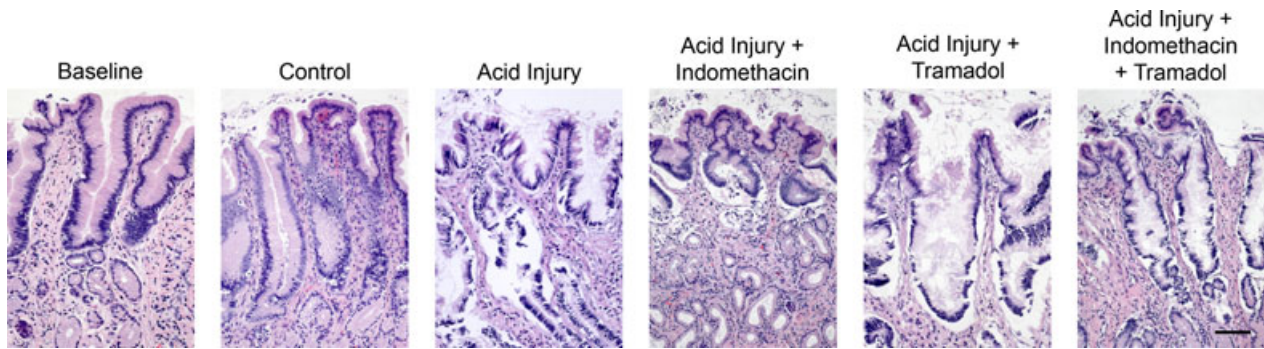 Baseline
Control
Acid Injury
Acid Injury +
Indomethacin
Acid Injury +
Tramadol
Acid Injury +
Indomethacin
+ Tramadol